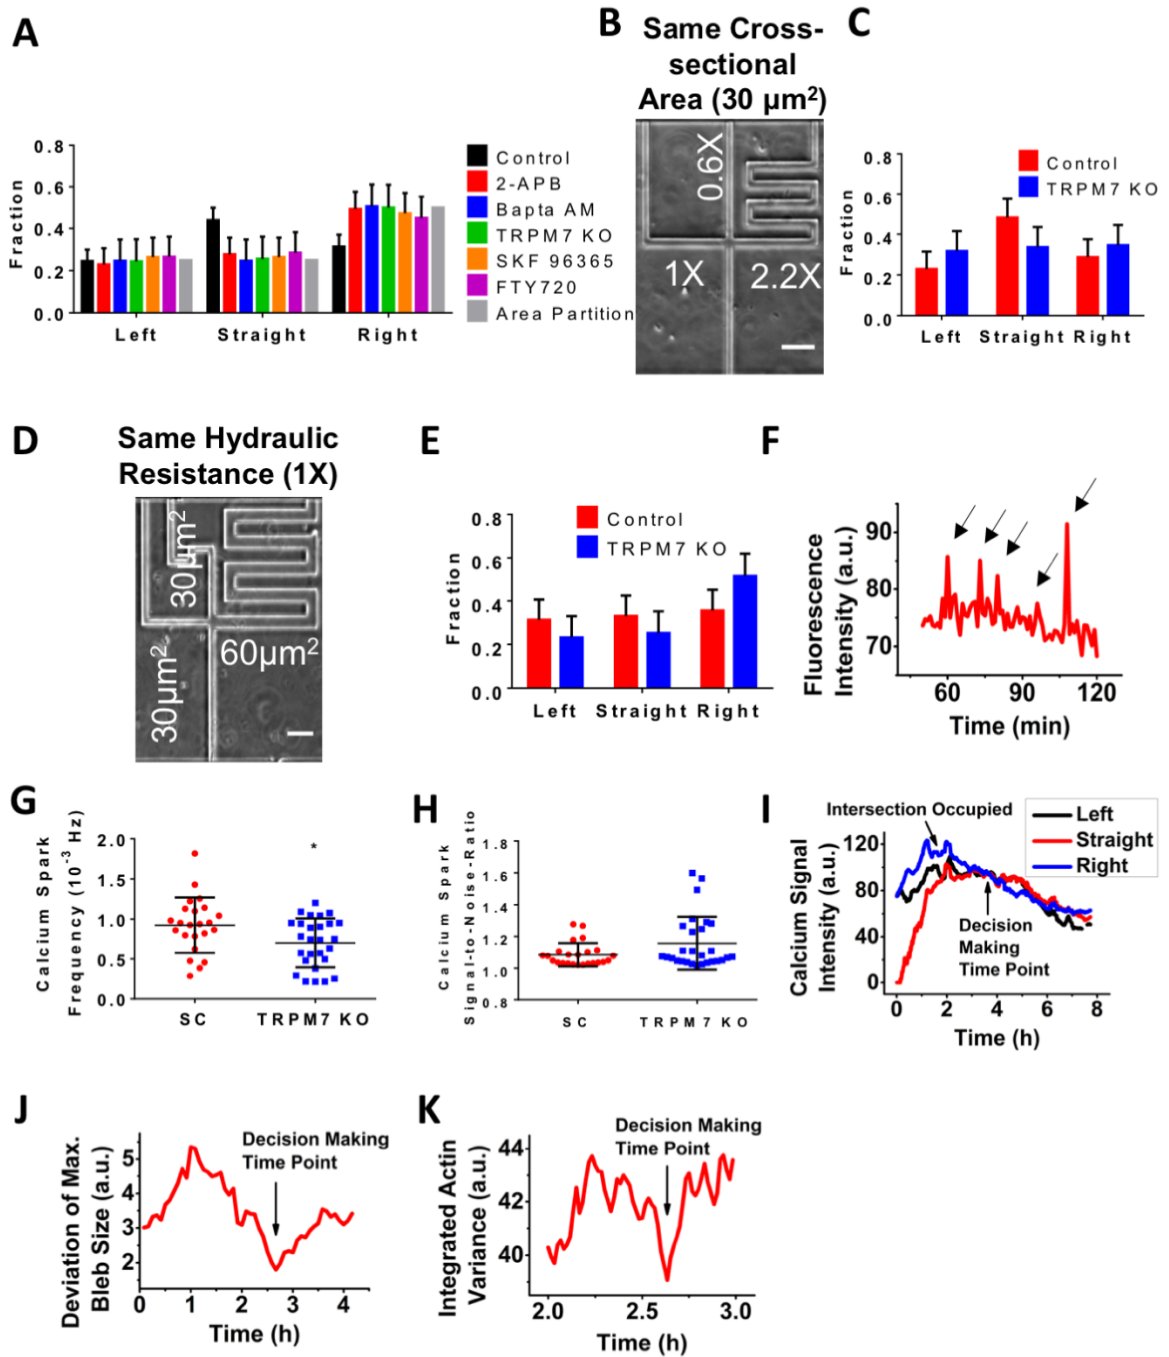 A
Fraction
0.8
0.6
0.4
0.2
0.0
Left
Straight
Right
Control
2-APB
Bapta AM
TRPM7 KO
SKF 96365
FTY720
Area Partition
B
Same Cross-
sectional
Area (30 µm²)
0.6X
1X
2.2X
C
Fraction
0.8
0.6
0.4
0.2
0.0
Control
TRPM7 KO
Left
Straight
Right
D
Same Hydraulic
Resistance (1X)
30µm²
60µm²
30µm²
E
Fraction
0.8
0.6
0.4
0.2
0.0
Control
TRPM7 KO
Left
Straight
Right
F
Fluorescence
Intensity (a.u.)
90
80
70
60
90
120
Time (min)
G
Calcium Spark
Frequency (10⁻³ Hz)
2.0
1.5
1.0
0.5
0.0
*
SC
TRPM7 KO
H
Calcium Spark
Signal-to-Noise-Ratio
1.8
1.6
1.4
1.2
1.0
0.8
SC
TRPM7 KO
I
Calcium Signal
Intensity (a.u.)
120
80
40
0
Intersection Occupied
Left
Straight
Right
Decision
Making
Time Point
0
2
4
6
8
Time (h)
J
Deviation of Max.
Bleb Size (a.u.)
5
4
3
2
Decision Making
Time Point
0
1
2
3
4
Time (h)
K
Integrated Actin
Variance (a.u.)
44
42
40
Decision Making
Time Point
2.0
2.5
3.0
Time (h)